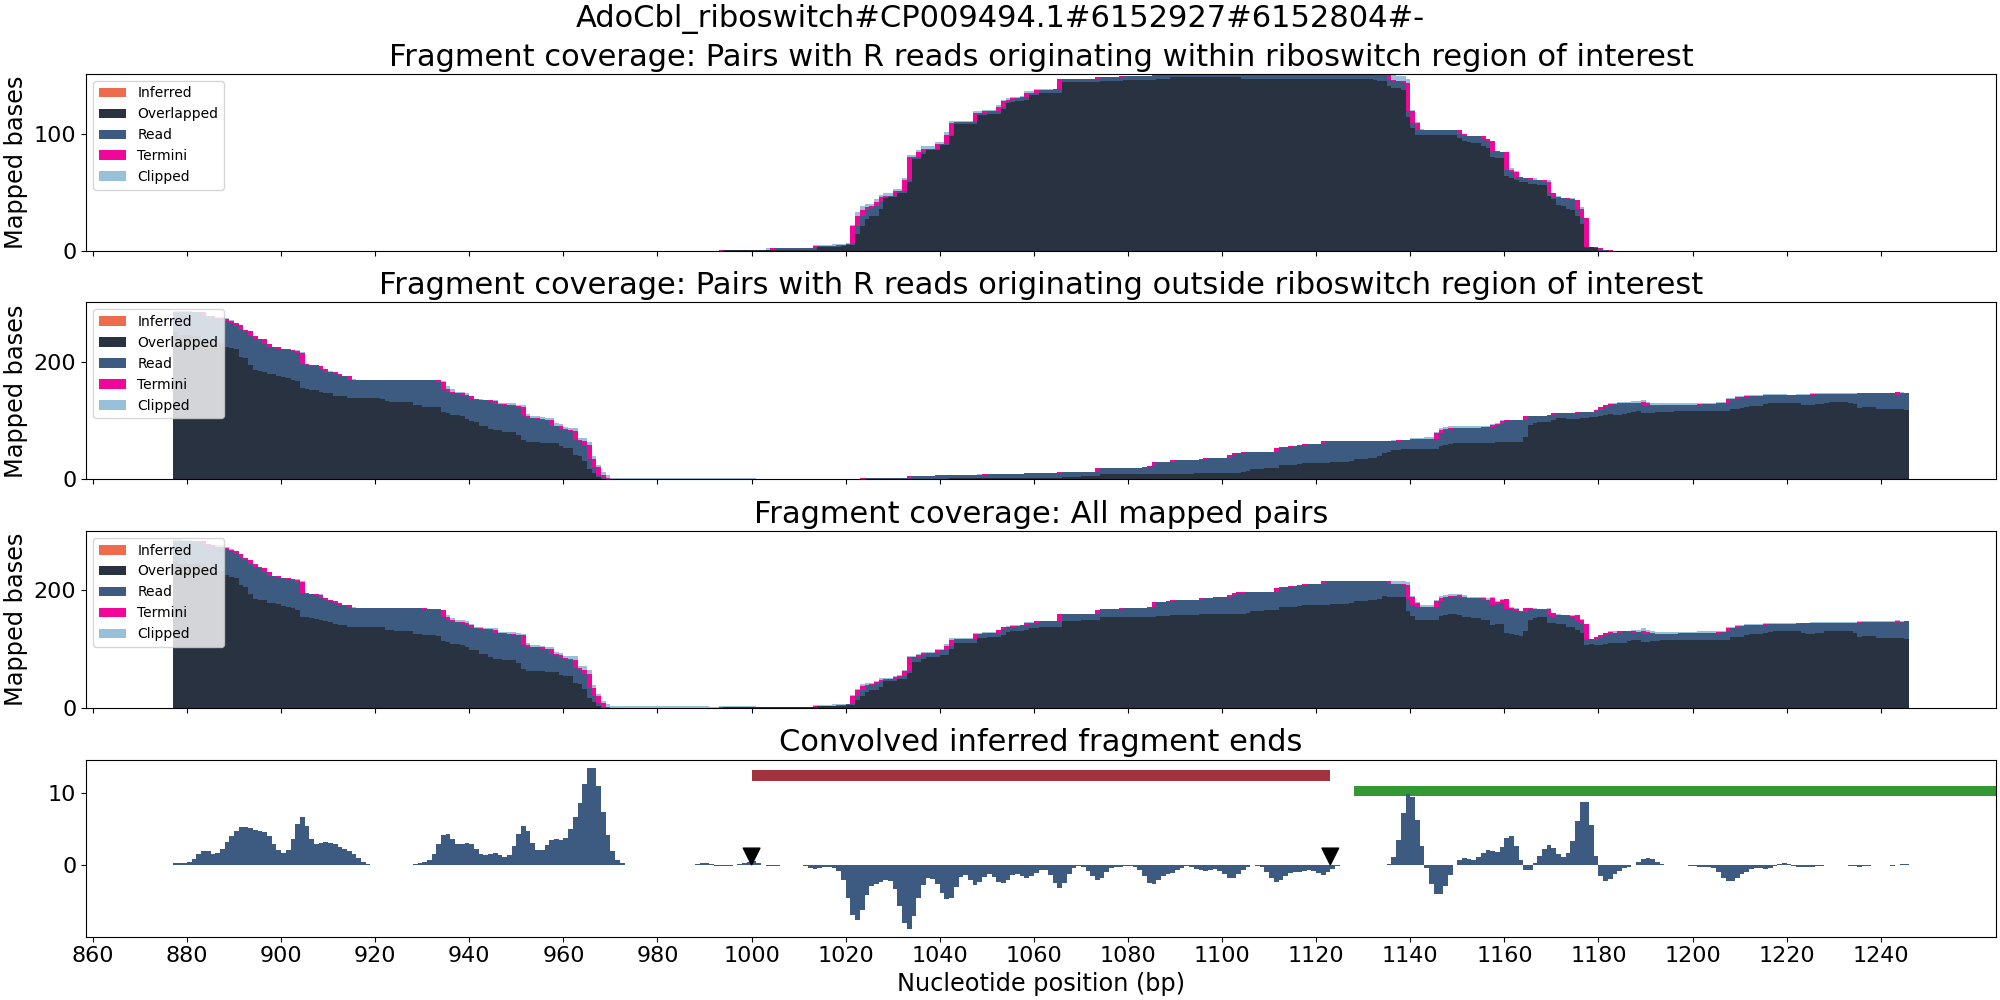 AdoCbl_riboswitch#CP009494.1#6152927#6152804#-
Fragment coverage: Pairs with R reads originating within riboswitch region of interest
Mapped bases
100
0
Inferred
Overlapped
Read
Termini
Clipped
Fragment coverage: Pairs with R reads originating outside riboswitch region of interest
Mapped bases
200
0
Inferred
Overlapped
Read
Termini
Clipped
Fragment coverage: All mapped pairs
Mapped bases
200
0
Inferred
Overlapped
Read
Termini
Clipped
Convolved inferred fragment ends
10
0
860 880 900 920 940 960 980 1000 1020 1040 1060 1080 1100 1120 1140 1160 1180 1200 1220 1240
Nucleotide position (bp)